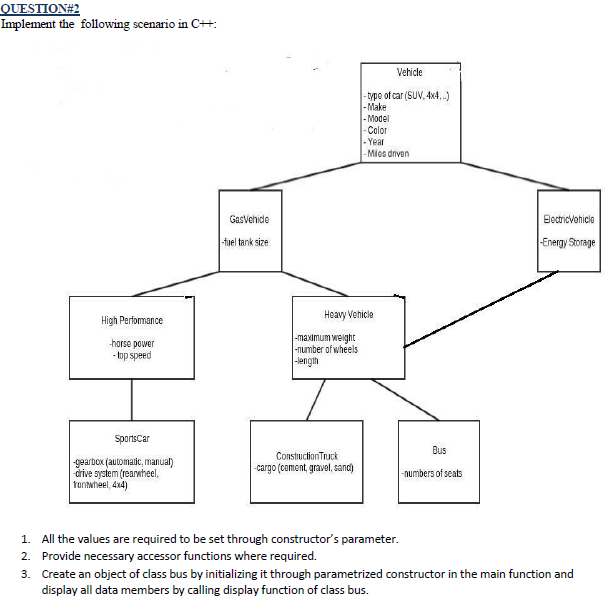 QUESTION#2
Implement the following scenario in C++:
Vehicle
- type of car (SUV, 4x4,..)
- Make
- Model
- Color
- Year
- Miles driven
GasVehicle
-fuel tank size
ElectricVehicle
-Energy Storage
High Performance
-horse power
- top speed
Heavy Vehicle
-maximum weight
-number of wheels
-length
SportsCar
-gearbox (automatic, manual)
-drive system (rearwheel,
frontwheel, 4x4)
ConstructionTruck
-cargo (cement, gravel, sand)
Bus
-numbers of seats
1. All the values are required to be set through constructor's parameter.
2. Provide necessary accessor functions where required.
3. Create an object of class bus by initializing it through parametrized constructor in the main function and
display all data members by calling display function of class bus.